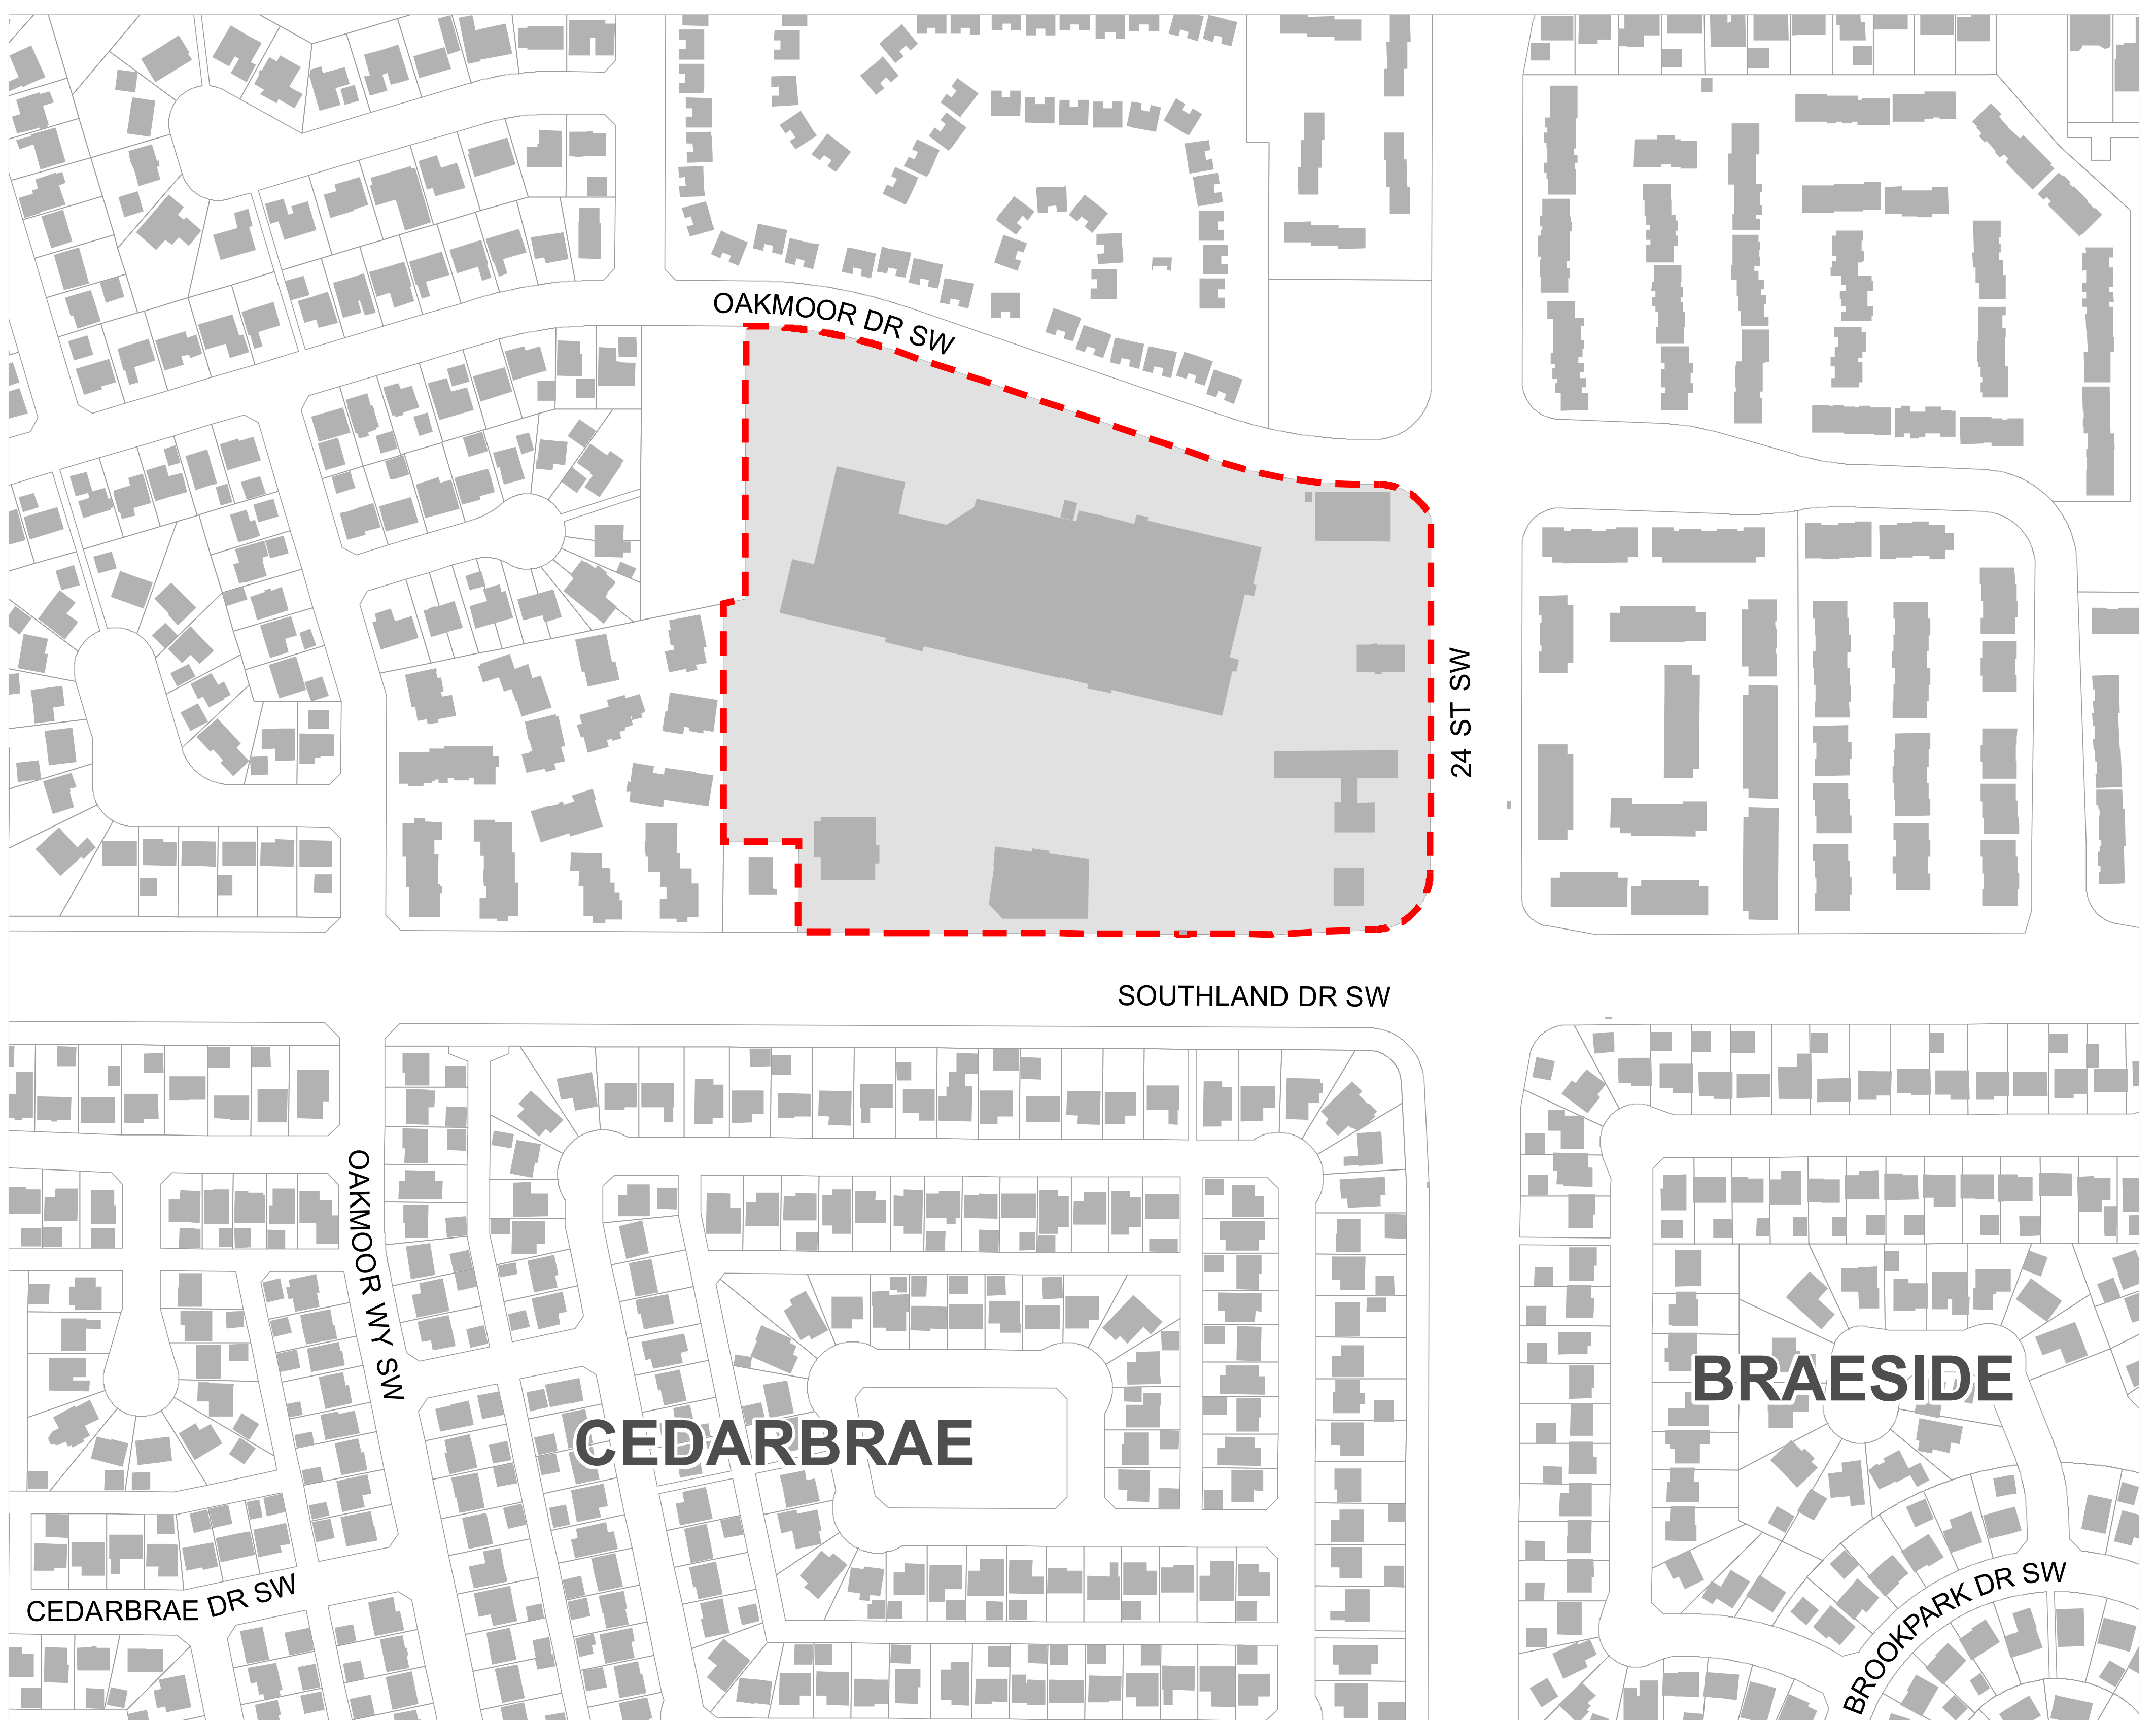 OAKMOOR DR SW
24 ST SW
SOUTHLAND DR SW
OAKMOOR WY SW
BRAESIDE
CEDARBRAE
CEDARBRAE DR SW
BROOKPARK DR SW